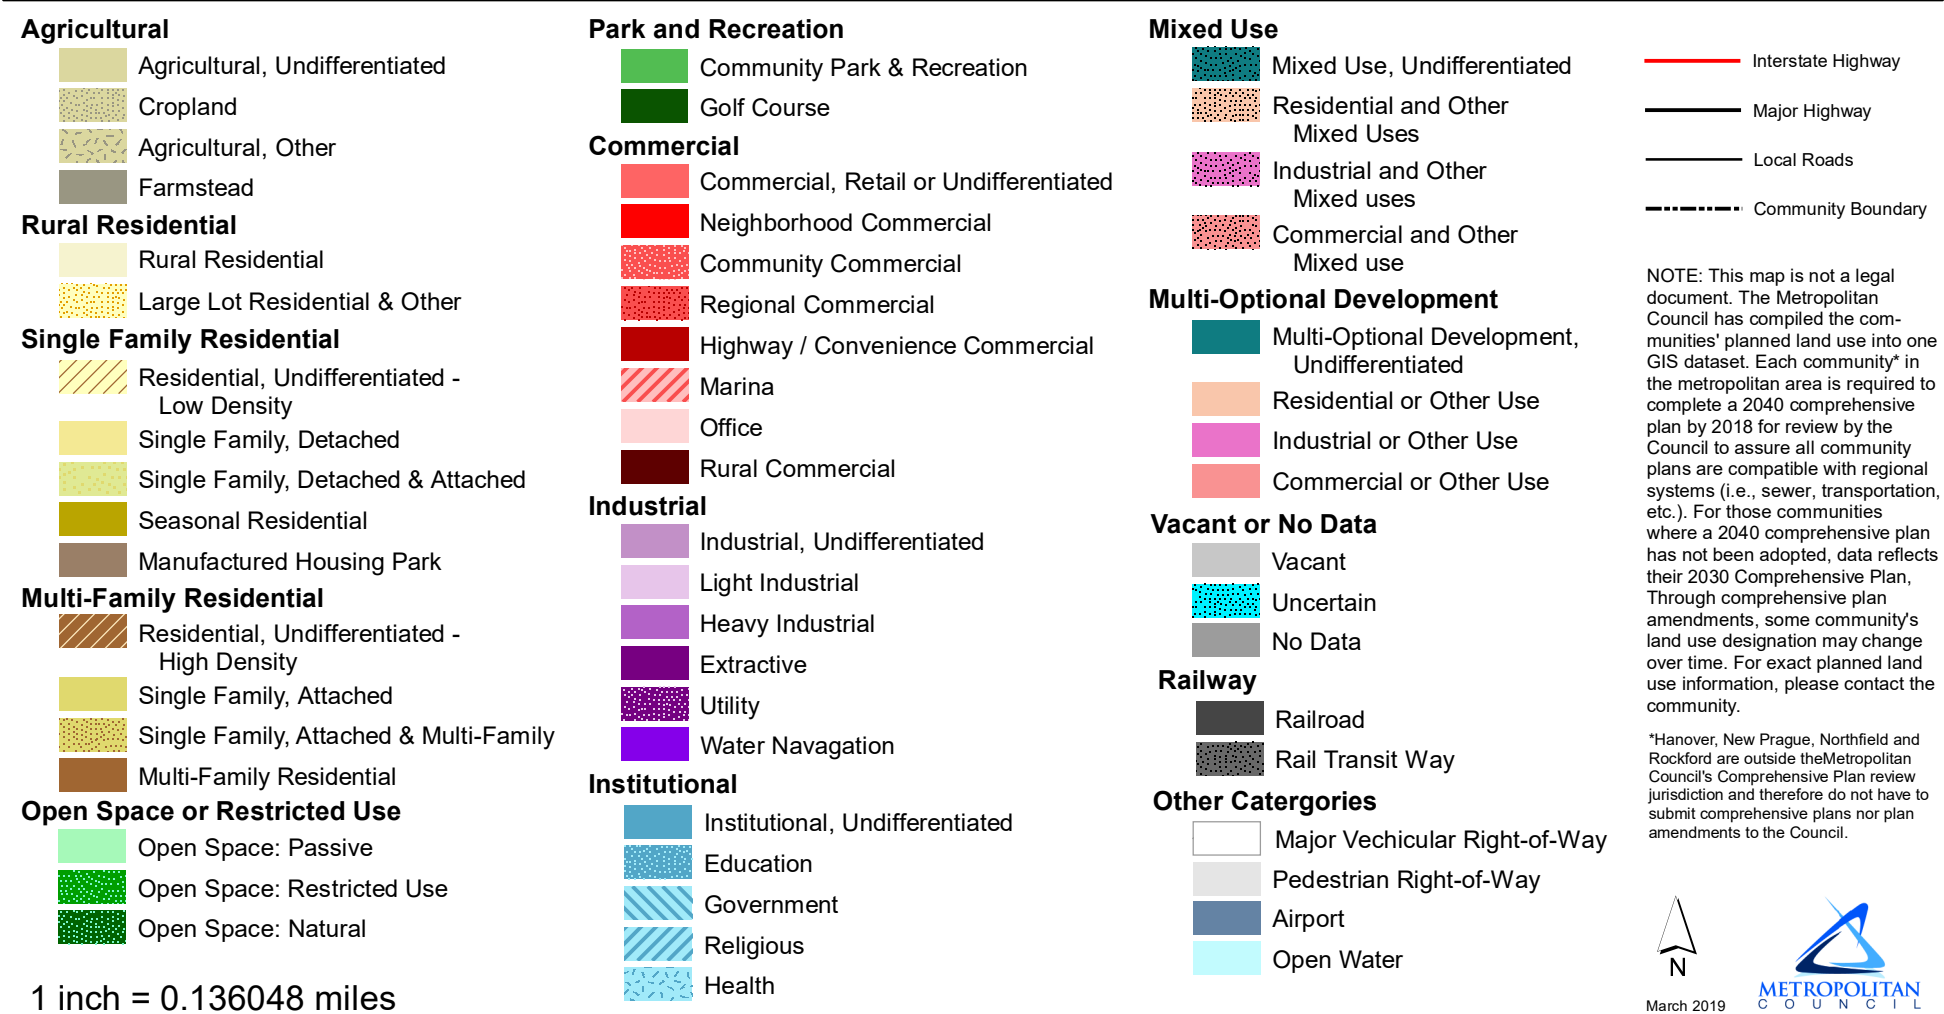 Agricultural
Agricultural, Undifferentiated
Cropland
Agricultural, Other
Farmstead
Rural Residential
Rural Residential
Large Lot Residential & Other
Single Family Residential
Residential, Undifferentiated -
Low Density
Single Family, Detached
Single Family, Detached & Attached
Seasonal Residential
Manufactured Housing Park
Multi-Family Residential
Residential, Undifferentiated -
High Density
Single Family, Attached
Single Family, Attached & Multi-Family
Multi-Family Residential
Open Space or Restricted Use
Open Space: Passive
Open Space: Restricted Use
Open Space: Natural
1 inch = 0.136048 miles
Park and Recreation
Community Park & Recreation
Golf Course
Commercial
Commercial, Retail or Undifferentiated
Neighborhood Commercial
Community Commercial
Regional Commercial
Highway / Convenience Commercial
Marina
Office
Rural Commercial
Industrial
Industrial, Undifferentiated
Light Industrial
Heavy Industrial
Extractive
Utility
Water Navagation
Institutional
Institutional, Undifferentiated
Education
Government
Religious
Health
Mixed Use
Mixed Use, Undifferentiated
Residential and Other
Mixed Uses
Industrial and Other
Mixed uses
Commercial and Other
Mixed use
Multi-Optional Development
Multi-Optional Development,
Undifferentiated
Residential or Other Use
Industrial or Other Use
Commercial or Other Use
Vacant or No Data
Vacant
Uncertain
No Data
Railway
Railroad
Rail Transit Way
Other Catergories
Major Vechicular Right-of-Way
Pedestrian Right-of-Way
Airport
Open Water
Interstate Highway
Major Highway
Local Roads
Community Boundary
NOTE: This map is not a legal
document. The Metropolitan
Council has compiled the com-
munities' planned land use into one
GIS dataset. Each community* in
the metropolitan area is required to
complete a 2040 comprehensive
plan by 2018 for review by the
Council to assure all community
plans are compatible with regional
systems (i.e., sewer, transportation,
etc.). For those communities
where a 2040 comprehensive plan
has not been adopted, data reflects
their 2030 Comprehensive Plan,
Through comprehensive plan
amendments, some community's
land use designation may change
over time. For exact planned land
use information, please contact the
community.
*Hanover, New Prague, Northfield and
Rockford are outside theMetropolitan
Council's Comprehensive Plan review
jurisdiction and therefore do not have to
submit comprehensive plans nor plan
amendments to the Council.
N
March 2019
METROPOLITAN
COUNCIL